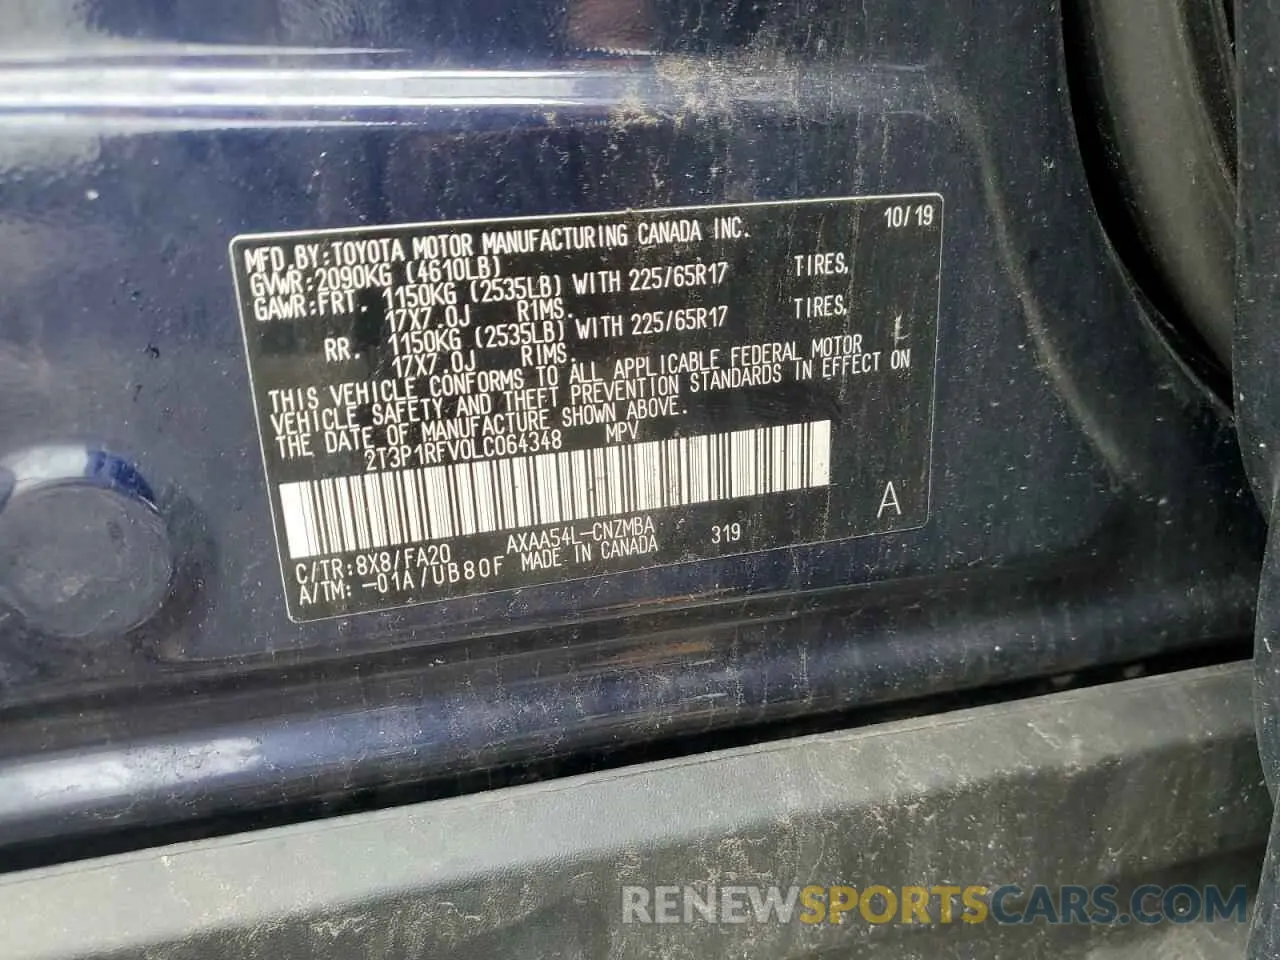 MFD.BY:TOYOTA MOTOR MANUFACTURING CANADA INC. 10/19
GVWR:2090KG (4610LB)
GAWR:FRT. 1150KG (2535LB) WITH 225/65R17 TIRES,
17X7.0J RIMS.
RR. 1150KG (2535LB) WITH 225/65R17 TIRES,
17X7.0J RIMS.
THIS VEHICLE CONFORMS TO ALL APPLICABLE FEDERAL MOTOR
VEHICLE SAFETY AND THEFT PREVENTION STANDARDS IN EFFECT ON
THE DATE OF MANUFACTURE SHOWN ABOVE.
2T3P1RFV0LC064348 MPV
C/TR:8X8/FA20 AXAA54L-CNZMBA 319 A
A/TM: -01A/UB80F MADE IN CANADA
RENEWSPORTSCARS.COM